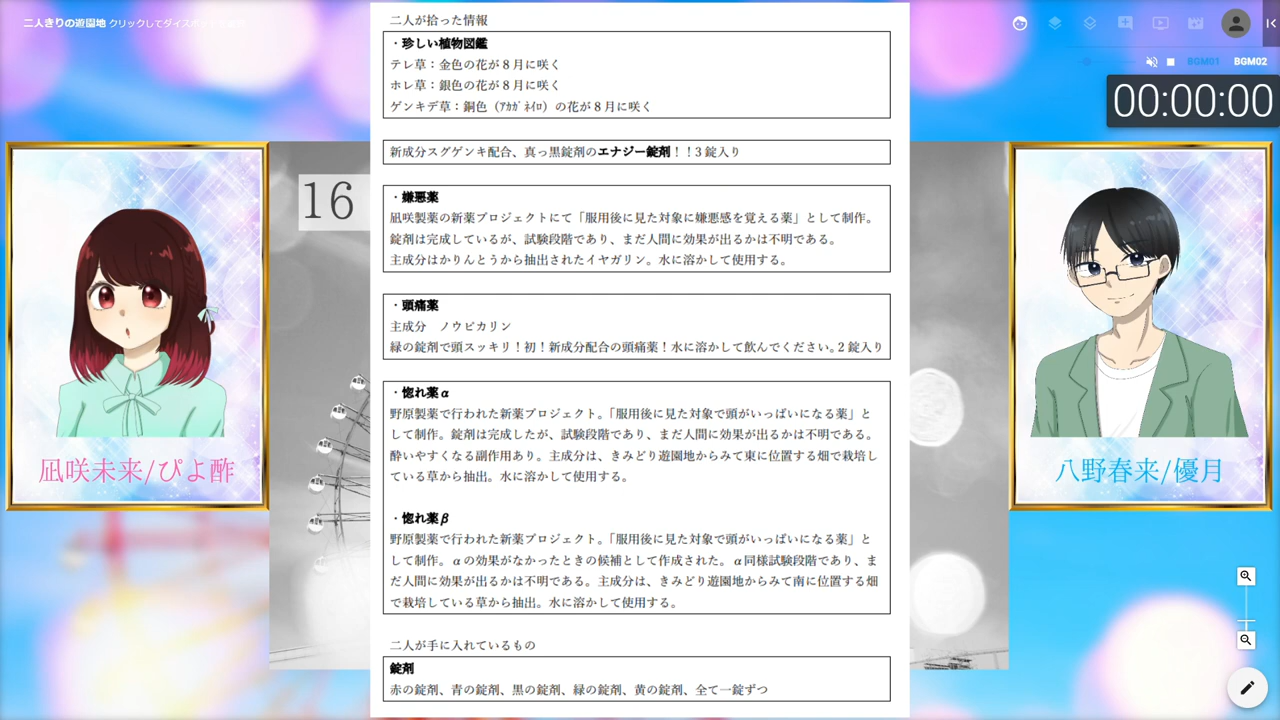 二人きりの遊園地 クリックしてダイス
BGM01 BGM02
00:00:00
16
凪咲未来/ぴよ酢
八野春来/優月
二人が拾った情報
・珍しい植物図鑑
テレ草：金色の花が８月に咲く
ホレ草：銀色の花が８月に咲く
ゲンキデ草：銅色（ｱｶｶﾞﾈｲﾛ）の花が８月に咲く
新成分スグゲンキ配合、真っ黒錠剤のエナジー錠剤！！3 錠入り
・嫌悪薬
凪咲製薬の新薬プロジェクトにて「服用後に見た対象に嫌悪感を覚える薬」として制作。
錠剤は完成しているが、試験段階であり、まだ人間に効果が出るかは不明である。
主成分はかりんとうから抽出されたイヤガリン。水に溶かして使用する。
・頭痛薬
主成分　ノウピカリン
緑の錠剤で頭スッキリ！初！新成分配合の頭痛薬！水に溶かして飲んでください。2 錠入り
・惚れ薬α
野原製薬で行われた新薬プロジェクト。「服用後に見た対象で頭がいっぱいになる薬」と
して制作。錠剤は完成したが、試験段階であり、まだ人間に効果が出るかは不明である。
酔いやすくなる副作用あり。主成分は、きみどり遊園地からみて東に位置する畑で栽培し
ている草から抽出。水に溶かして使用する。
・惚れ薬β
野原製薬で行われた新薬プロジェクト。「服用後に見た対象で頭がいっぱいになる薬」と
して制作。αの効果がなかったときの候補として作成された。α同様試験段階であり、ま
だ人間に効果が出るかは不明である。主成分は、きみどり遊園地からみて南に位置する畑
で栽培している草から抽出。水に溶かして使用する。
二人が手に入れているもの
錠剤
赤の錠剤、青の錠剤、黒の錠剤、緑の錠剤、黄の錠剤、全て一錠ずつ